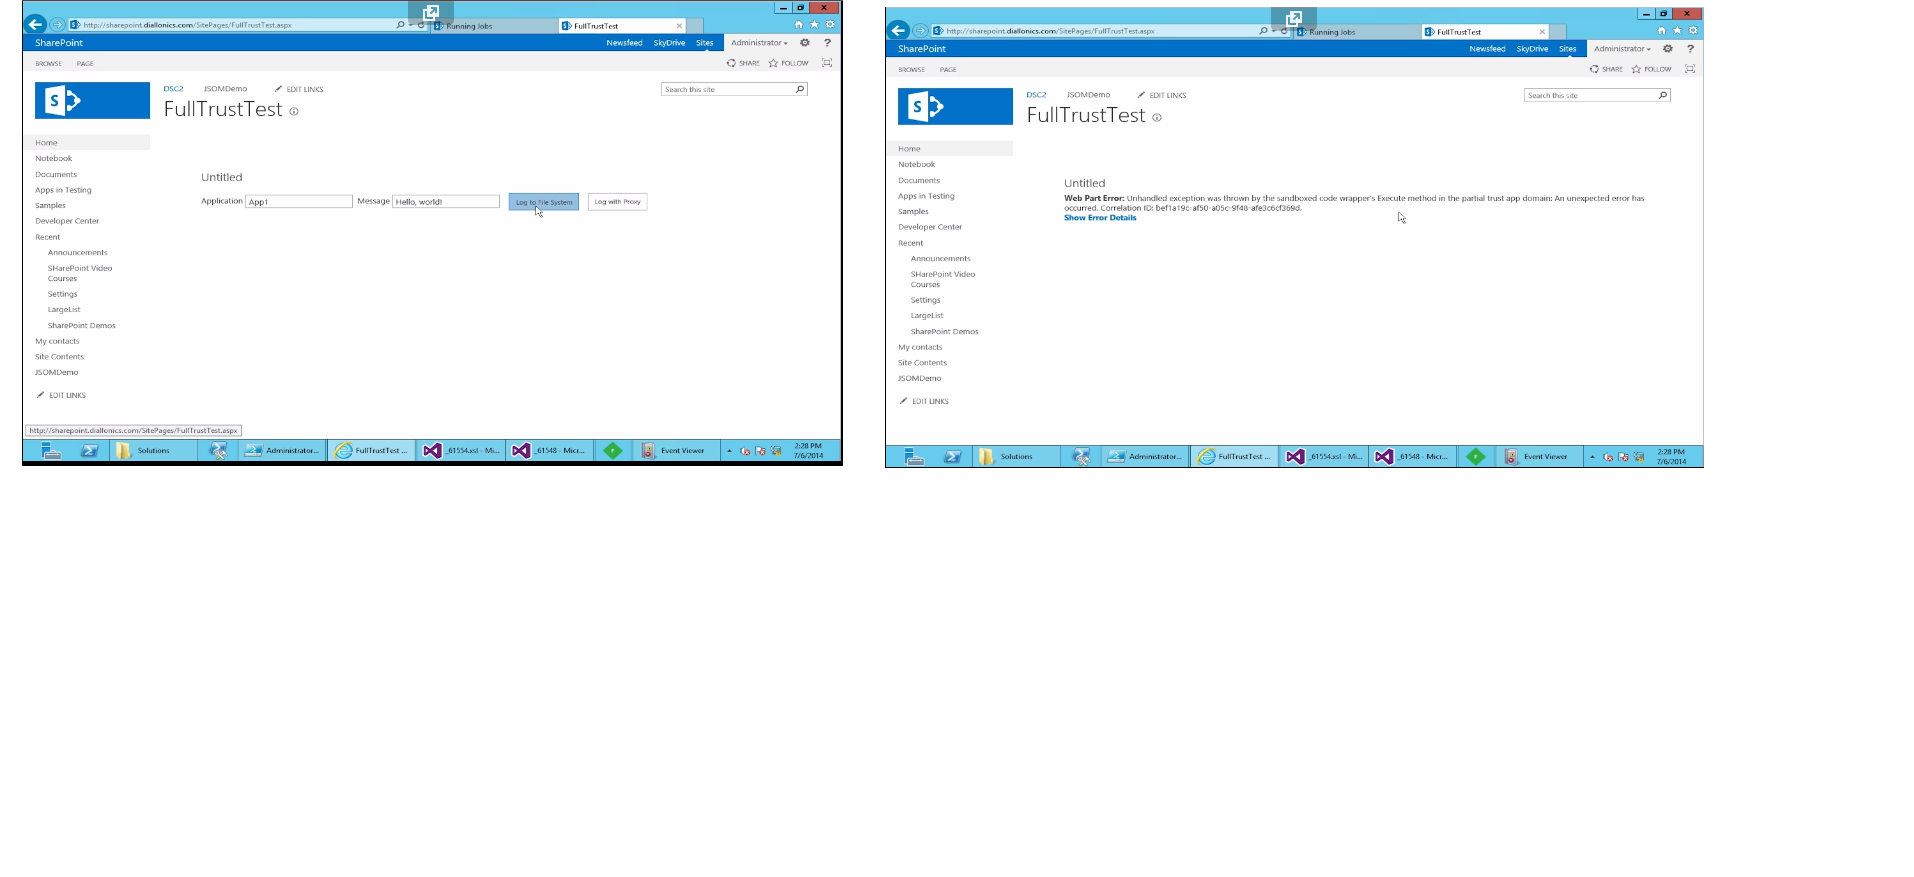 http://sharepoint.diallonics.com/SitePages/FullTrustTest.aspx
Running Jobs
FullTrustTest
SharePoint
Newsfeed SkyDrive Sites Administrator ?
BROWSE PAGE
SHARE FOLLOW
DSC2 JSOMDemo EDIT LINKS
Search this site
FullTrustTest
Home
Notebook
Documents
Apps in Testing
Samples
Developer Center
Recent
Announcements
SHarePoint Video
Courses
Settings
LargeList
SharePoint Demos
My contacts
Site Contents
JSOMDemo
EDIT LINKS
Untitled
Application App1 Message Hello, world! Log to File System Log with Proxy
http://sharepoint.diallonics.com/SitePages/FullTrustTest.aspx
Solutions Administrator... FullTrustTest ... _61554.xsl - Mi... _61548 - Micr... Event Viewer
2:28 PM
7/6/2014
http://sharepoint.diallonics.com/SitePages/FullTrustTest.aspx
Running Jobs
FullTrustTest
SharePoint
Newsfeed SkyDrive Sites Administrator ?
BROWSE PAGE
SHARE FOLLOW
DSC2 JSOMDemo EDIT LINKS
Search this site
FullTrustTest
Home
Notebook
Documents
Apps in Testing
Samples
Developer Center
Recent
Announcements
SHarePoint Video
Courses
Settings
LargeList
SharePoint Demos
My contacts
Site Contents
JSOMDemo
EDIT LINKS
Untitled
Web Part Error: Unhandled exception was thrown by the sandboxed code wrapper's Execute method in the partial trust app domain: An unexpected error has
occurred. Correlation ID: bef1a19c-af50-a05c-9f48-afe3c6cf369d.
Show Error Details
Solutions Administrator... FullTrustTest ... _61554.xsl - Mi... _61548 - Micr... Event Viewer
2:28 PM
7/6/2014